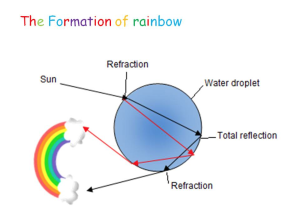 The Formation of rainbow
Refraction
Sun
Water droplet
Total reflection
Refraction